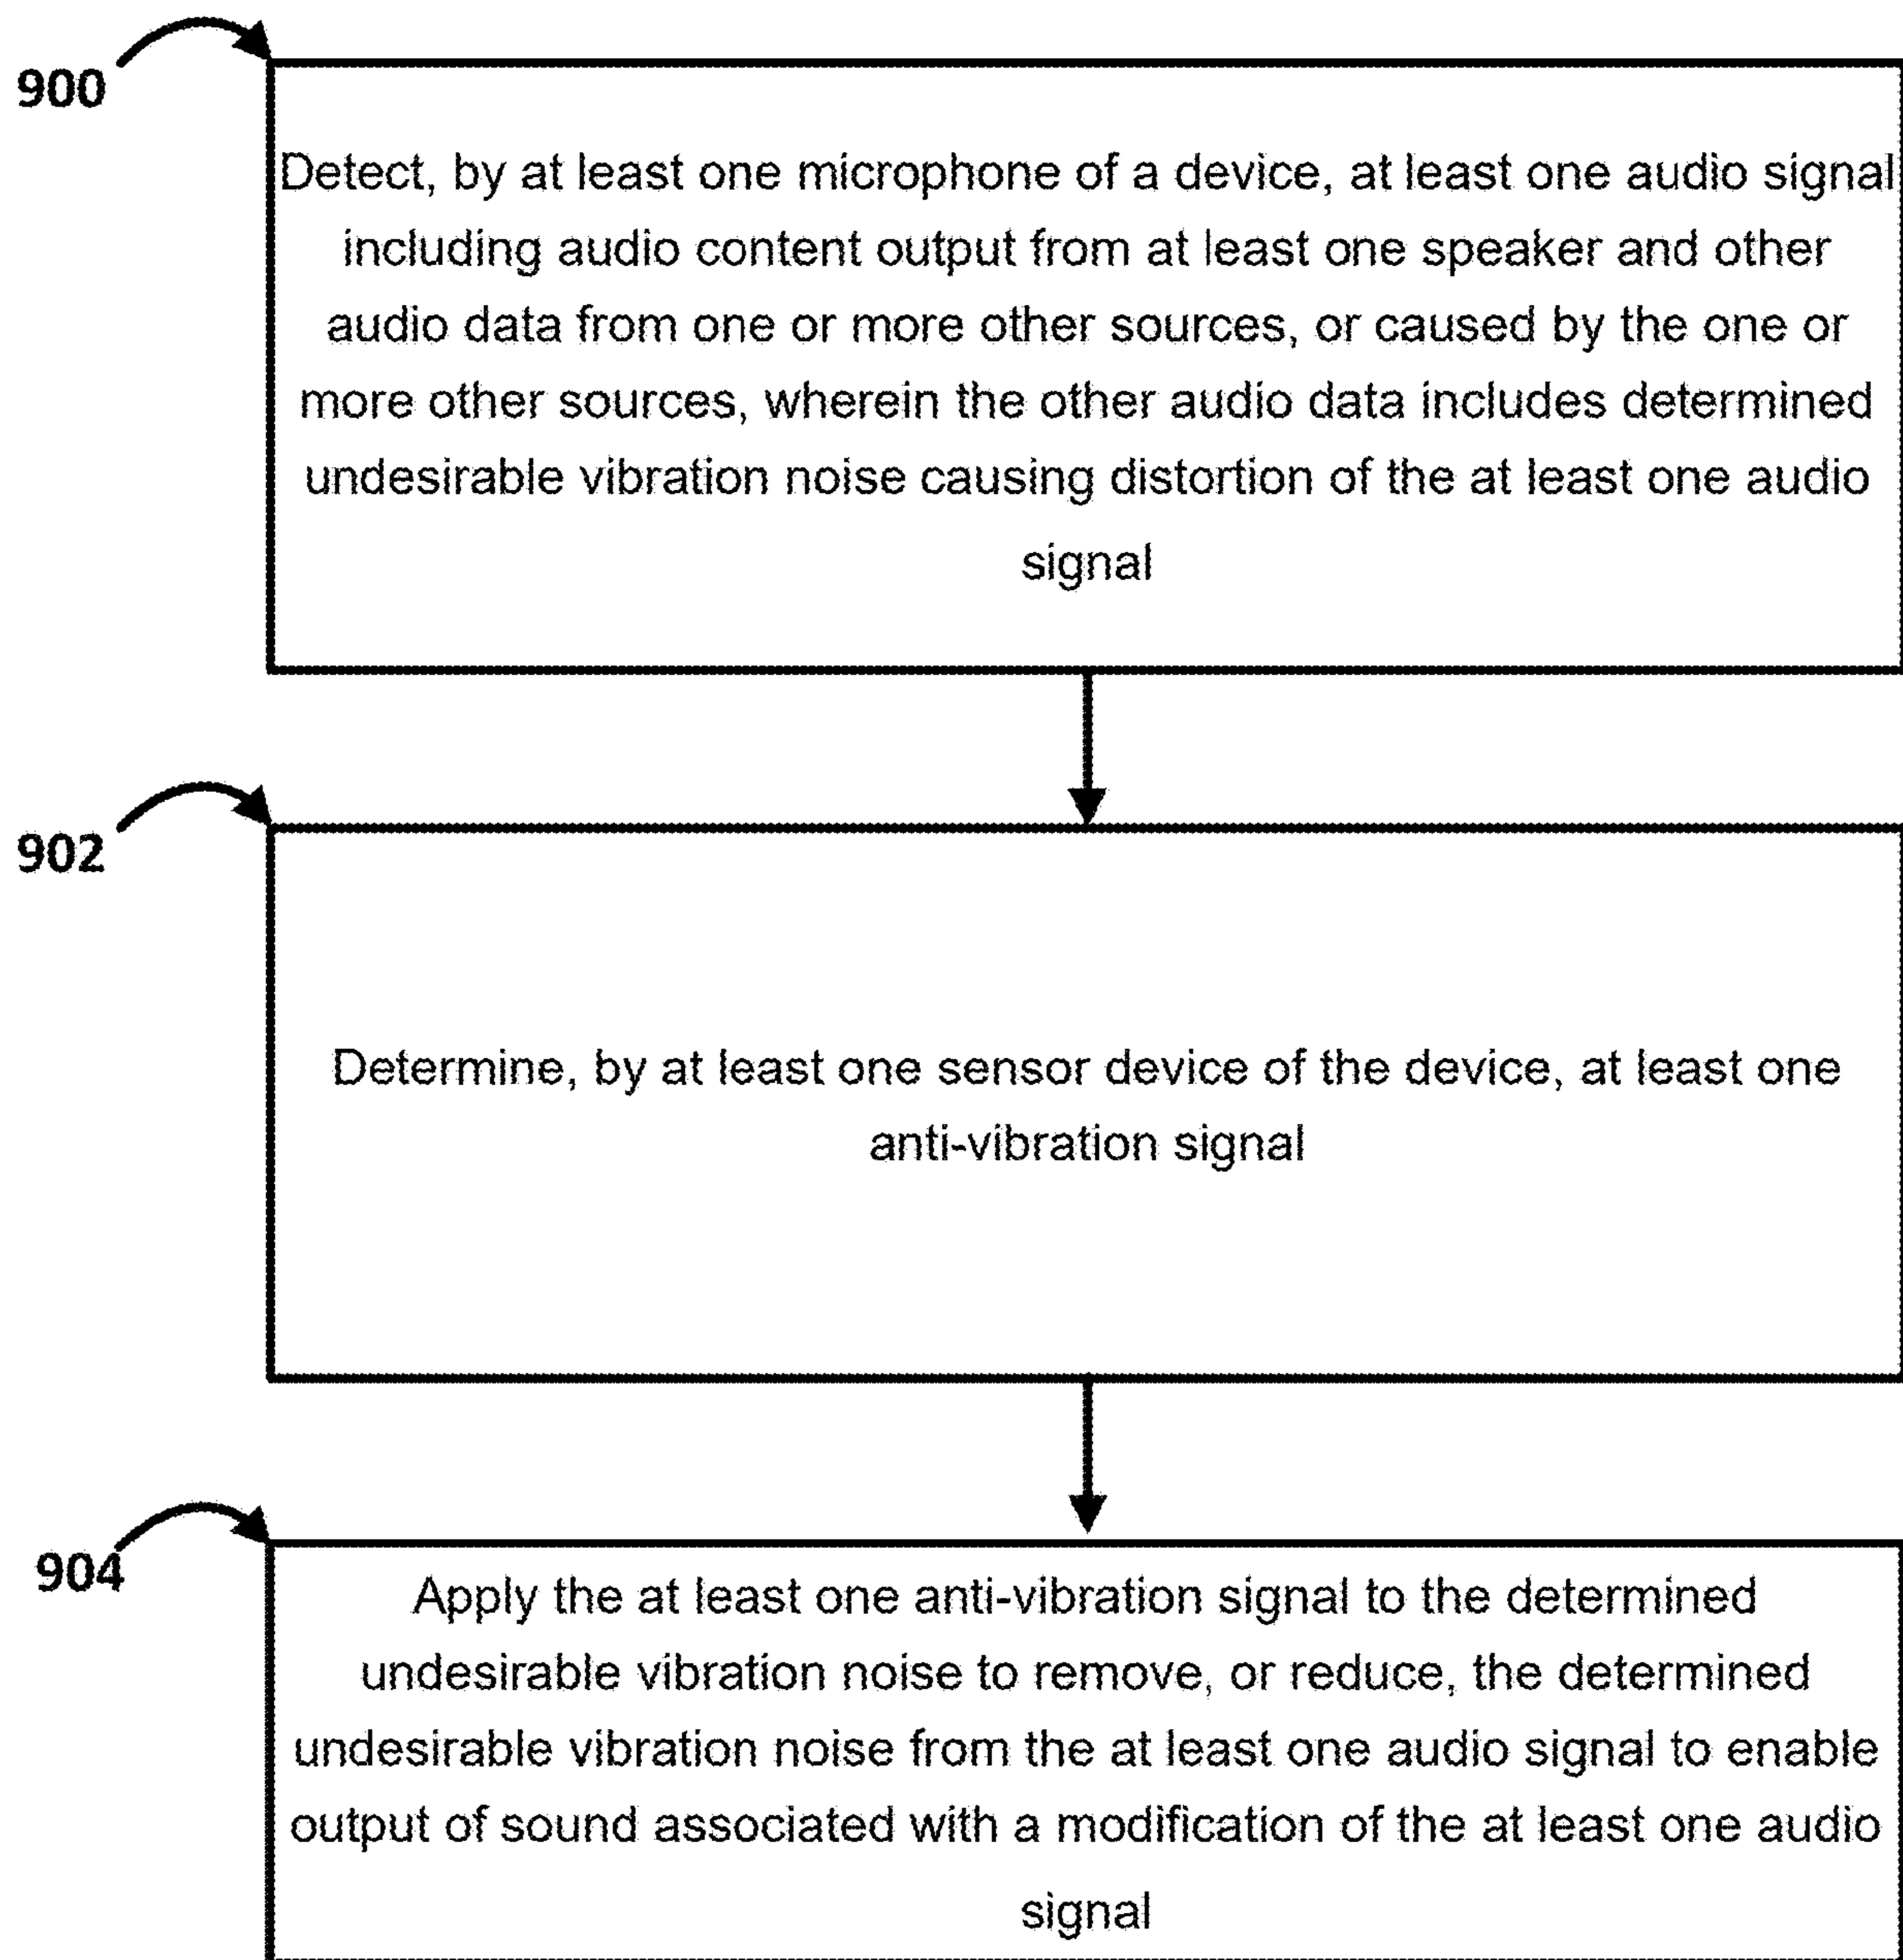 900
Detect, by at least one microphone of a device, at least one audio signal
including audio content output from at least one speaker and other
audio data from one or more other sources, or caused by the one or
more other sources, wherein the other audio data includes determined
undesirable vibration noise causing distortion of the at least one audio
signal
902
Determine, by at least one sensor device of the device, at least one
anti-vibration signal
904
Apply the at least one anti-vibration signal to the determined
undesirable vibration noise to remove, or reduce, the determined
undesirable vibration noise from the at least one audio signal to enable
output of sound associated with a modification of the at least one audio
signal